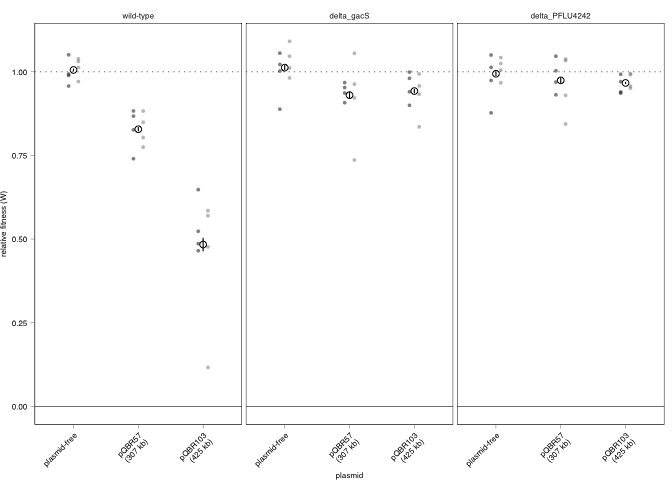 wild-type
delta_gacS
delta_PFLU4242
relative fitness (W)
1.00
0.75
0.50
0.25
0.00
plasmid-free
pQBR57
(307 kb)
pQBR103
(425 kb)
plasmid-free
pQBR57
(307 kb)
pQBR103
(425 kb)
plasmid-free
pQBR57
(307 kb)
pQBR103
(425 kb)
plasmid